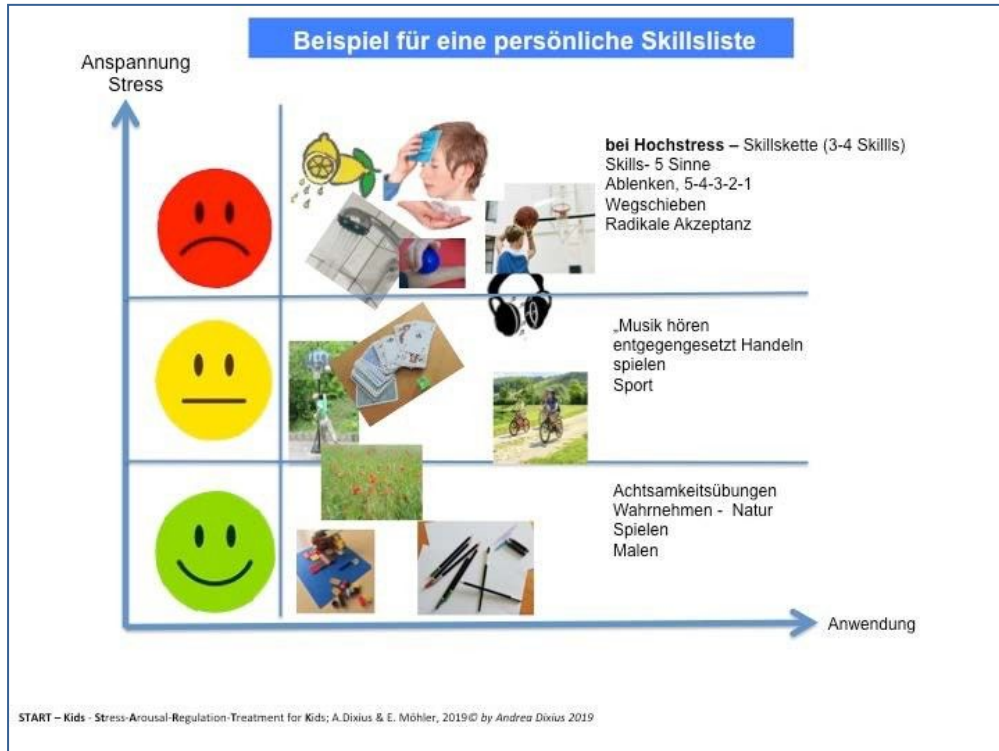 Beispiel für eine persönliche Skillsliste
Anspannung
Stress
bei Hochstress – Skillskette (3-4 Skillls)
Skills- 5 Sinne
Ablenken, 5-4-3-2-1
Wegschieben
Radikale Akzeptanz
„Musik hören
entgegengesetzt Handeln
spielen
Sport
Achtsamkeitsübungen
Wahrnehmen - Natur
Spielen
Malen
Anwendung
START – Kids - Stress-Arousal-Regulation-Treatment for Kids; A.Dixius & E. Möhler, 2019© by Andrea Dixius 2019